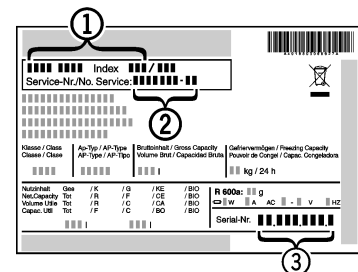 1
Index /
Service-Nr./No. Service: -
2
Klasse / Class Ap-Typ / AP-Type Bruttoinhalt / Gross Capacity Gefriervermögen / Freezing Capacity
Classe / Clase AP-Type / AP-Tipo Volume Brut / Capacidad Bruta Pouvoir de Congel / Capac. Congeladora
l kg / 24 h
Nutzinhalt Ges / K / G / KE / BIO R 600a: g
Net.Capacity Tot / R / F / CE / BIO W A AC - V HZ
Volume Utile Tot / R / C / CA / BIO
Capac. Util Tot / F / C / BO / BIO Serial-Nr. . . .
l l
3